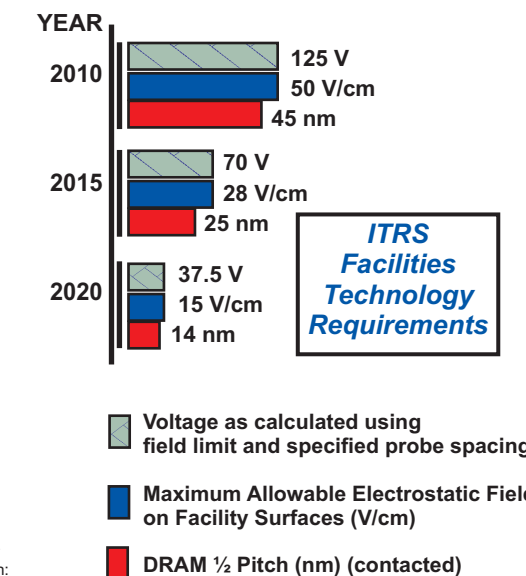 YEAR
2010
125 V
50 V/cm
45 nm
2015
70 V
28 V/cm
25 nm
2020
37.5 V
15 V/cm
14 nm
ITRS
Facilities
Technology
Requirements
Voltage as calculated using
field limit and specified probe spacing
Maximum Allowable Electrostatic Field
on Facility Surfaces (V/cm)
DRAM ½ Pitch (nm) (contacted)